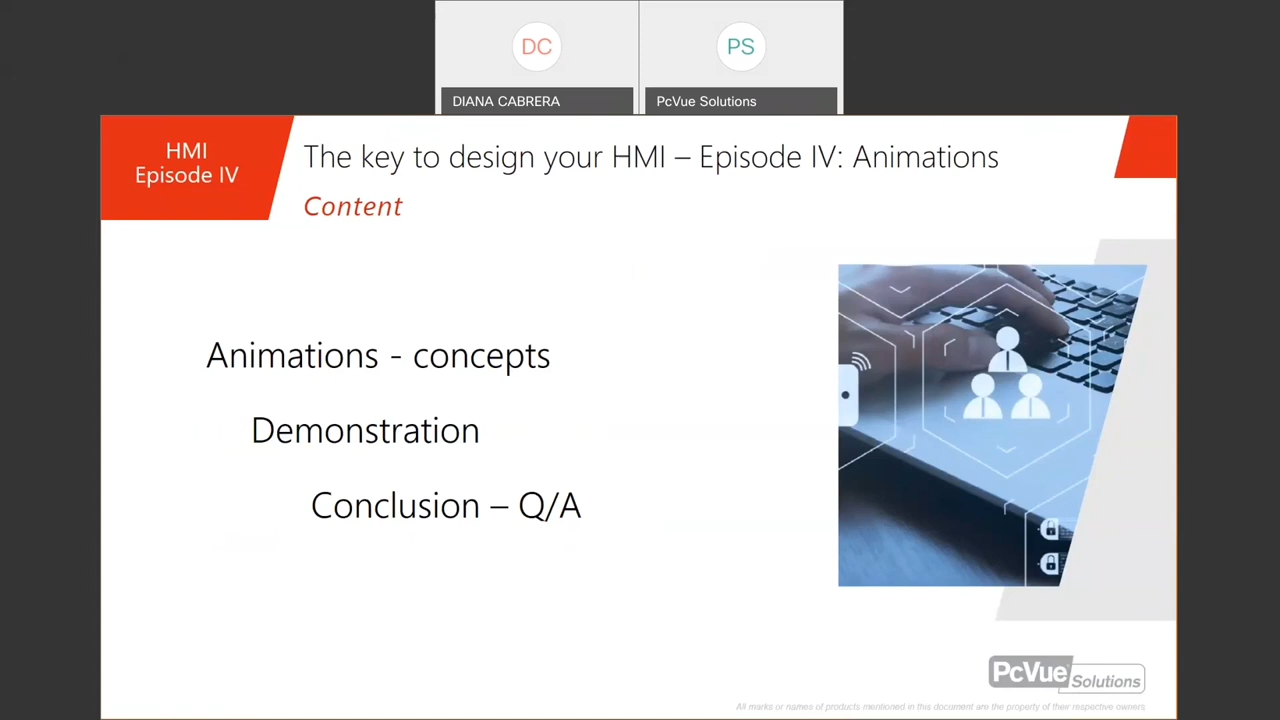 DC
PS
DIANA CABRERA
PcVue Solutions
HMI
Episode IV
The key to design your HMI – Episode IV: Animations
Content
Animations - concepts
Demonstration
Conclusion – Q/A
PcVue Solutions
All marks or names of products mentioned in this document are the property of their respective owners